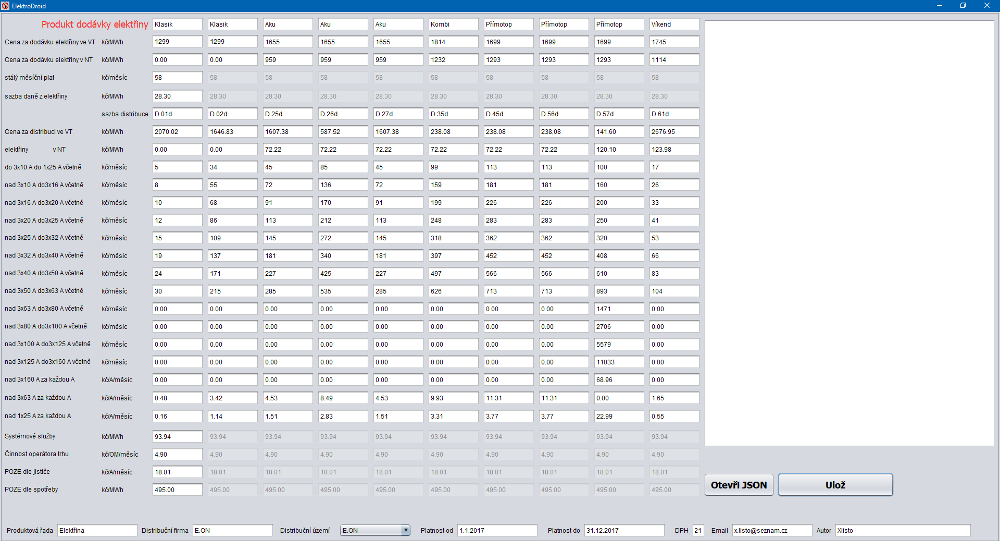 ElektroDroid
Produkt dodávky elektřiny Klasik Klasik Aku Aku Aku Kombi Přímotop Přímotop Přímotop Víkend
Cena za dodávku elektřiny ve VT kč/MWh 1299 1299 1655 1655 1655 1814 1699 1699 1699 1745
Cena za dodávku elektřiny v NT kč/MWh 0.00 0.00 959 959 959 1232 1293 1293 1293 1114
stálý měsíční plat kč/měsíc 58 58 58 58 58 58 58 58 58 58
sazba daně z elektřiny kč/MWh 28.30 28.30 28.30 28.30 28.30 28.30 28.30 28.30 28.30 28.30
sazba distribuce D 01d D 02d D 25d D 26d D 27d D 35d D 45d D 56d D 57d D 61d
Cena za distribuci ve VT kč/MWh 2070.02 1646.83 1607.38 587.52 1607.38 238.08 238.08 238.08 141.60 2676.95
elektřiny v NT kč/MWh 0.00 0.00 72.22 72.22 72.22 72.22 72.22 72.22 120.10 123.98
do 3x10 A do 1x25 A včetně kč/měsíc 5 34 45 85 45 99 113 113 100 17
nad 3x10 A do3x16 A včetně kč/měsíc 8 55 72 136 72 159 181 181 160 26
nad 3x16 A do3x20 A včetně kč/měsíc 10 68 91 170 91 199 226 226 200 33
nad 3x20 A do3x25 A včetně kč/měsíc 12 86 113 212 113 248 283 283 250 41
nad 3x25 A do3x32 A včetně kč/měsíc 15 109 145 272 145 318 362 362 320 53
nad 3x32 A do3x40 A včetně kč/měsíc 19 137 181 340 181 397 452 452 408 66
nad 3x40 A do3x50 A včetně kč/měsíc 24 171 227 425 227 497 566 566 610 83
nad 3x50 A do3x63 A včetně kč/měsíc 30 215 285 535 285 626 713 713 893 104
nad 3x63 A do3x80 A včetně kč/měsíc 0.00 0.00 0.00 0.00 0.00 0.00 0.00 0.00 1471 0.00
nad 3x80 A do3x100 A včetně kč/měsíc 0.00 0.00 0.00 0.00 0.00 0.00 0.00 0.00 2706 0.00
nad 3x100 A do3x125 A včetně kč/měsíc 0.00 0.00 0.00 0.00 0.00 0.00 0.00 0.00 5579 0.00
nad 3x125 A do3x160 A včetně kč/měsíc 0.00 0.00 0.00 0.00 0.00 0.00 0.00 0.00 11033 0.00
nad 3x160 A za každou A kč/A/měsíc 0.00 0.00 0.00 0.00 0.00 0.00 0.00 0.00 68.96 0.00
nad 3x63 A za každou A kč/A/měsíc 0.48 3.42 4.53 8.49 4.53 9.93 11.31 11.31 0.00 1.65
nad 1x25 A za každou A kč/A/měsíc 0.16 1.14 1.51 2.83 1.51 3.31 3.77 3.77 22.99 0.55
Systémové služby kč/MWh 93.94 93.94 93.94 93.94 93.94 93.94 93.94 93.94 93.94 93.94
Činnost operátora trhu kč/OM/měsíc 4.90 4.90 4.90 4.90 4.90 4.90 4.90 4.90 4.90 4.90
POZE dle jističe kč/A/měsíc 18.01 18.01 18.01 18.01 18.01 18.01 18.01 18.01 18.01 18.01
POZE dle spotřeby kč/MWh 495.00 495.00 495.00 495.00 495.00 495.00 495.00 495.00 495.00 495.00
Otevři JSON Ulož
Produktová řada Elektřina Distribuční firma E.ON Distribuční území E.ON Platnost od 1.1.2017 Platnost do 31.12.2017 DPH 21 Email x.listo@seznam.cz Autor Xlisto